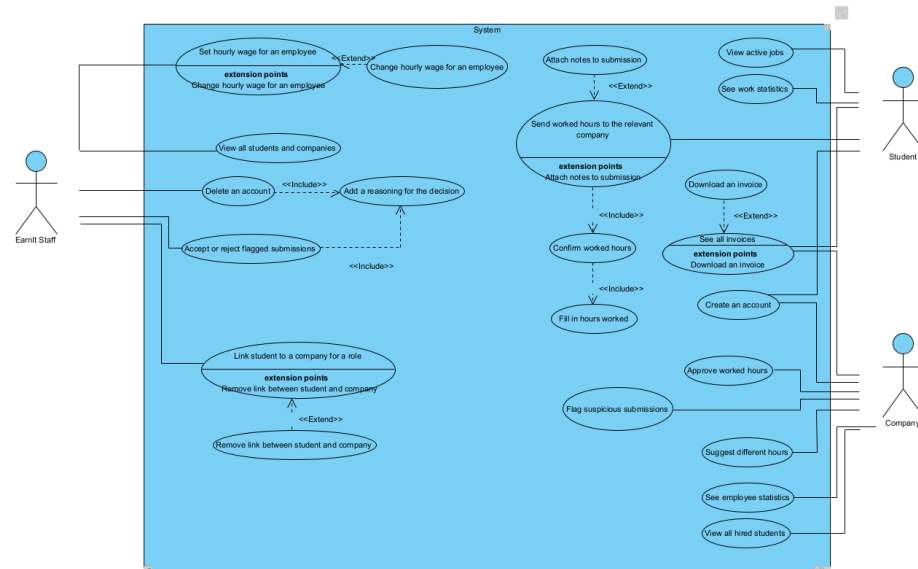 System
Set hourly wage for an employee
extension points
Change hourly wage for an employee
<<Extend>>
Change hourly wage for an employee
View all students and companies
Delete an account
<<Include>>
Add a reasoning for the decision
Accept or reject flagged submissions
<<Include>>
Link student to a company for a role
extension points
Remove link between student and company
<<Extend>>
Remove link between student and company
EarnIt Staff
Attach notes to submission
<<Extend>>
Send worked hours to the relevant
company
extension points
Attach notes to submission
<<Include>>
Confirm worked hours
<<Include>>
Fill in hours worked
View active jobs
See work statistics
Download an invoice
<<Extend>>
See all invoices
extension points
Download an invoice
Create an account
Approve worked hours
Flag suspicious submissions
Suggest different hours
See employee statistics
View all hired students
Student
Company